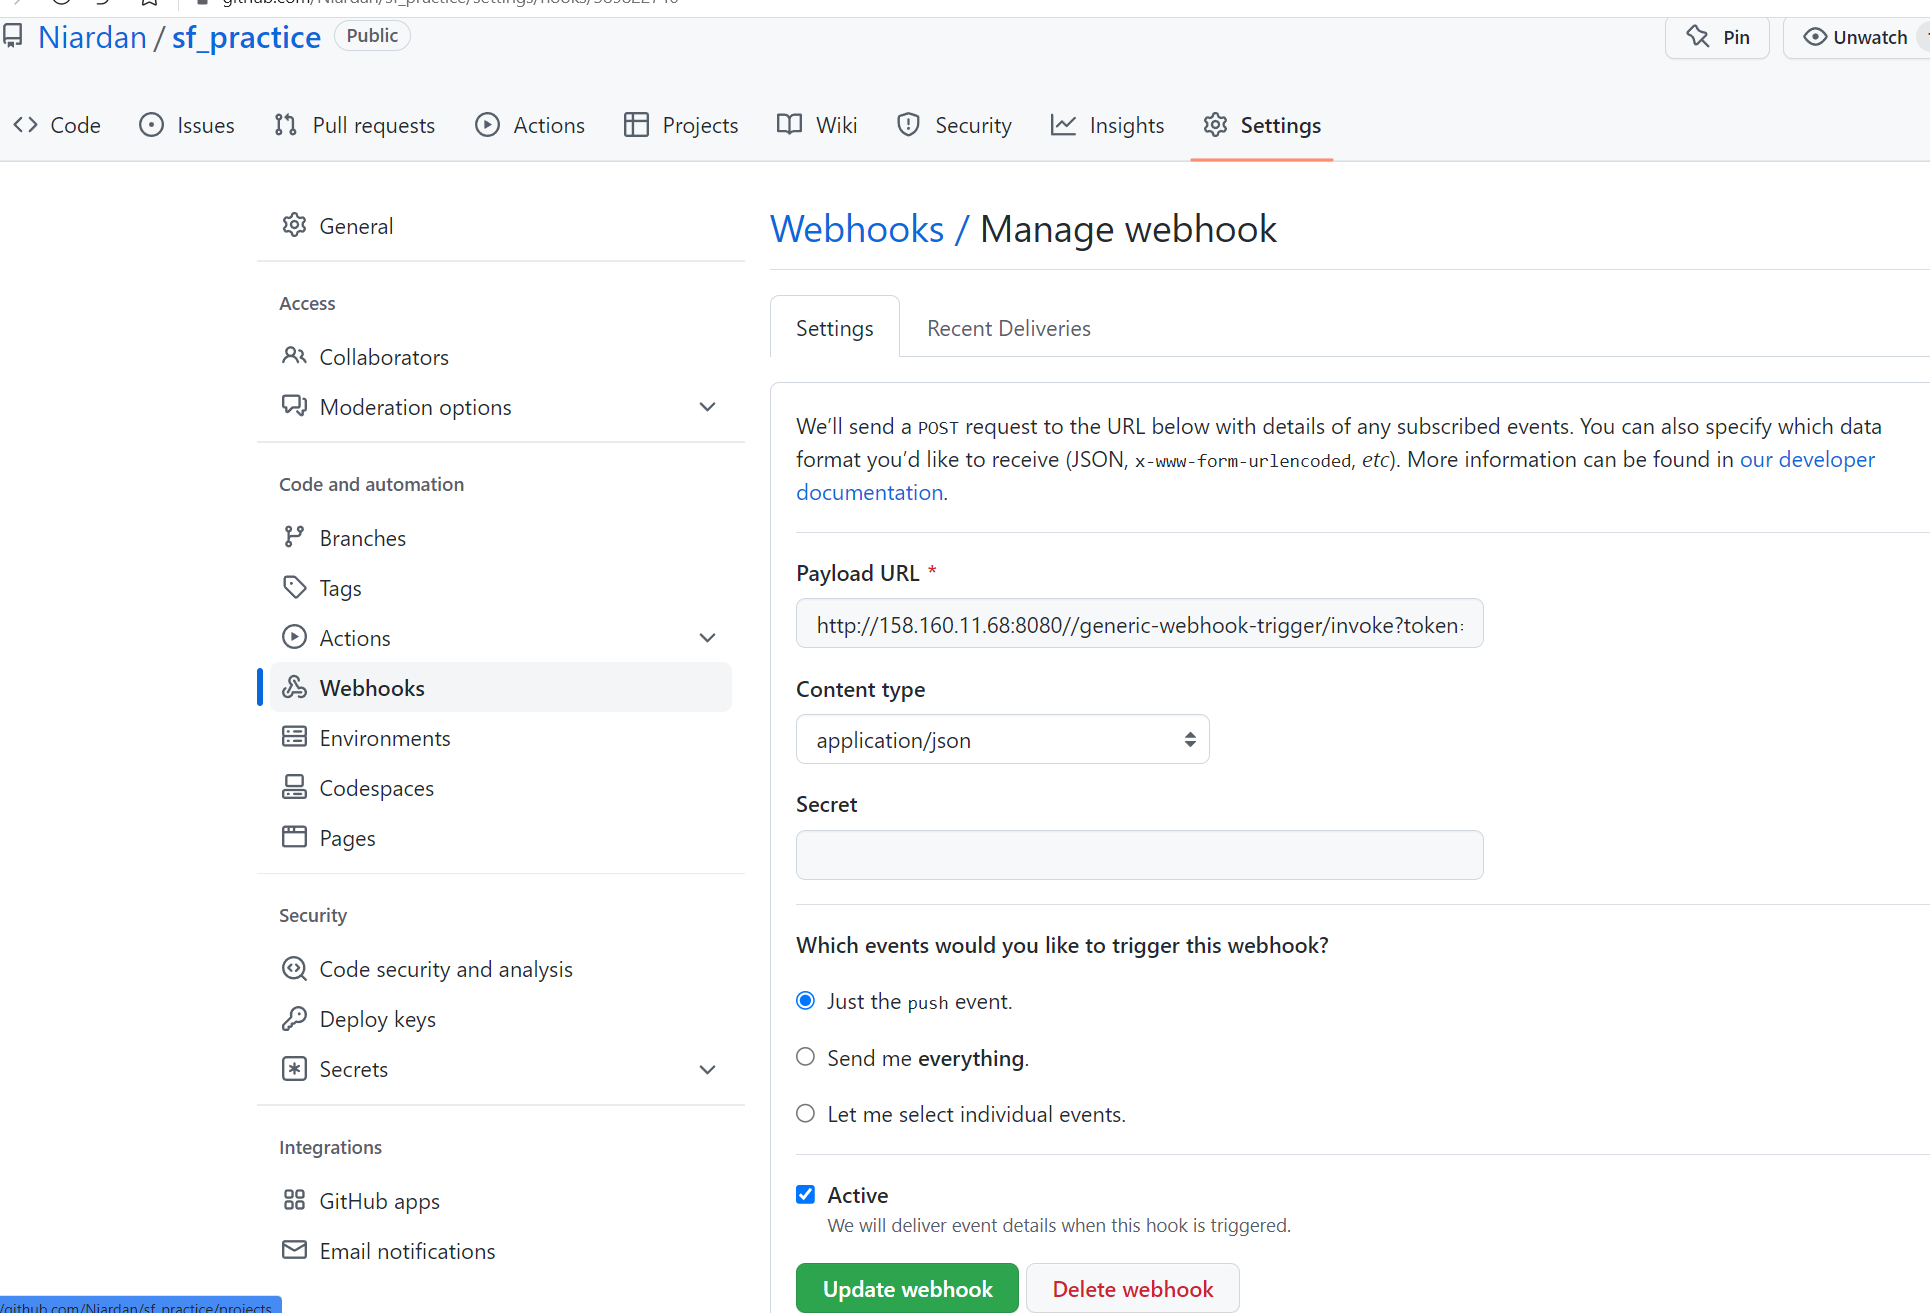 Niardan / sf_practice Public
Pin
Unwatch
Code
Issues
Pull requests
Actions
Projects
Wiki
Security
Insights
Settings
General
Access
Collaborators
Moderation options
Code and automation
Branches
Tags
Actions
Webhooks
Environments
Codespaces
Pages
Security
Code security and analysis
Deploy keys
Secrets
Integrations
GitHub apps
Email notifications
/github.com/Niardan/sf_practice/projects
Webhooks / Manage webhook
Settings
Recent Deliveries
We’ll send a POST request to the URL below with details of any subscribed events. You can also specify which data
format you’d like to receive (JSON, x-www-form-urlencoded, etc). More information can be found in our developer
documentation.
Payload URL *
http://158.160.11.68:8080//generic-webhook-trigger/invoke?token:
Content type
application/json
Secret
Which events would you like to trigger this webhook?
Just the push event.
Send me everything.
Let me select individual events.
Active
We will deliver event details when this hook is triggered.
Update webhook
Delete webhook